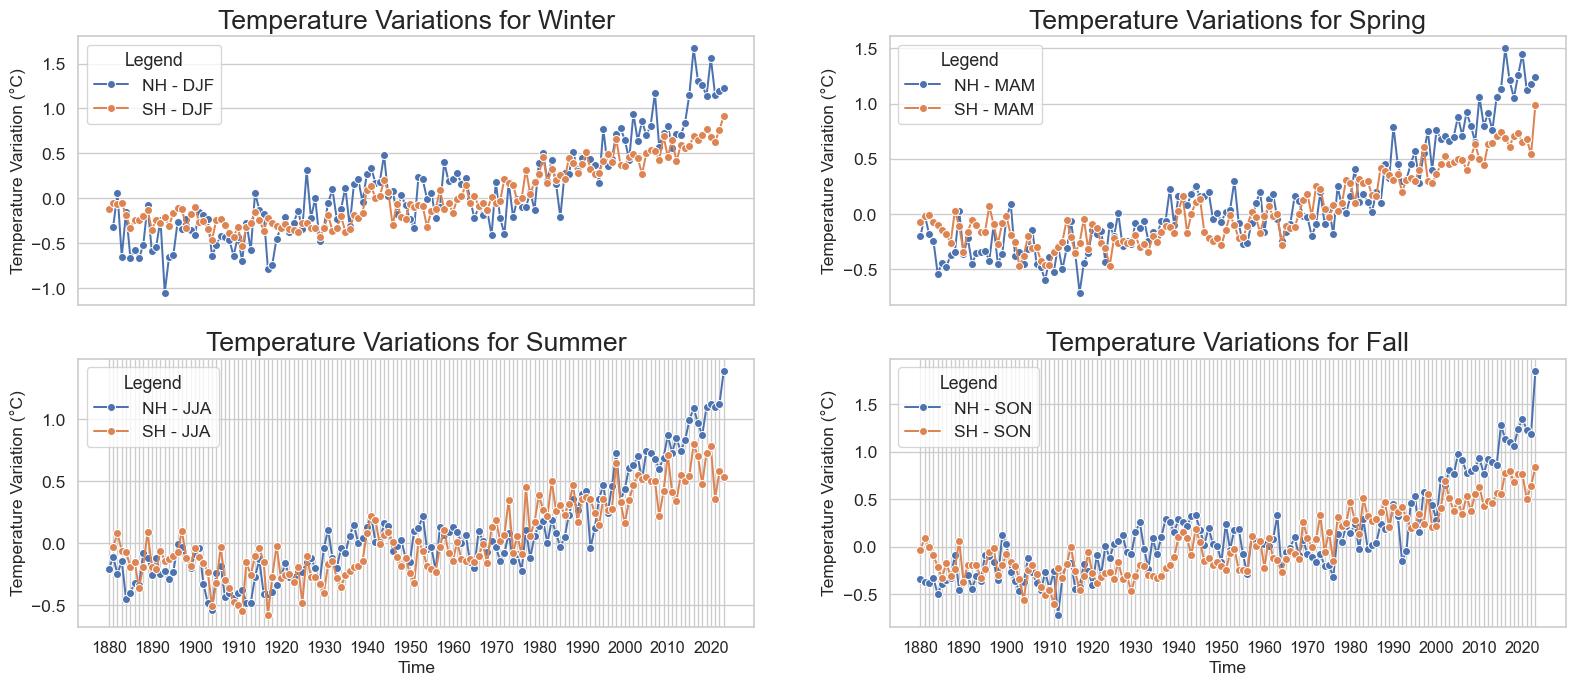 Temperature Variations for Winter
Temperature Variation (°C)
1.5
1.0
0.5
0.0
−0.5
−1.0
Legend
NH - DJF
SH - DJF
Temperature Variations for Spring
Temperature Variation (°C)
1.5
1.0
0.5
0.0
−0.5
Legend
NH - MAM
SH - MAM
Temperature Variations for Summer
Temperature Variation (°C)
1.0
0.5
0.0
−0.5
Legend
NH - JJA
SH - JJA
1880 1890 1900 1910 1920 1930 1940 1950 1960 1970 1980 1990 2000 2010 2020
Time
Temperature Variations for Fall
Temperature Variation (°C)
1.5
1.0
0.5
0.0
−0.5
Legend
NH - SON
SH - SON
1880 1890 1900 1910 1920 1930 1940 1950 1960 1970 1980 1990 2000 2010 2020
Time